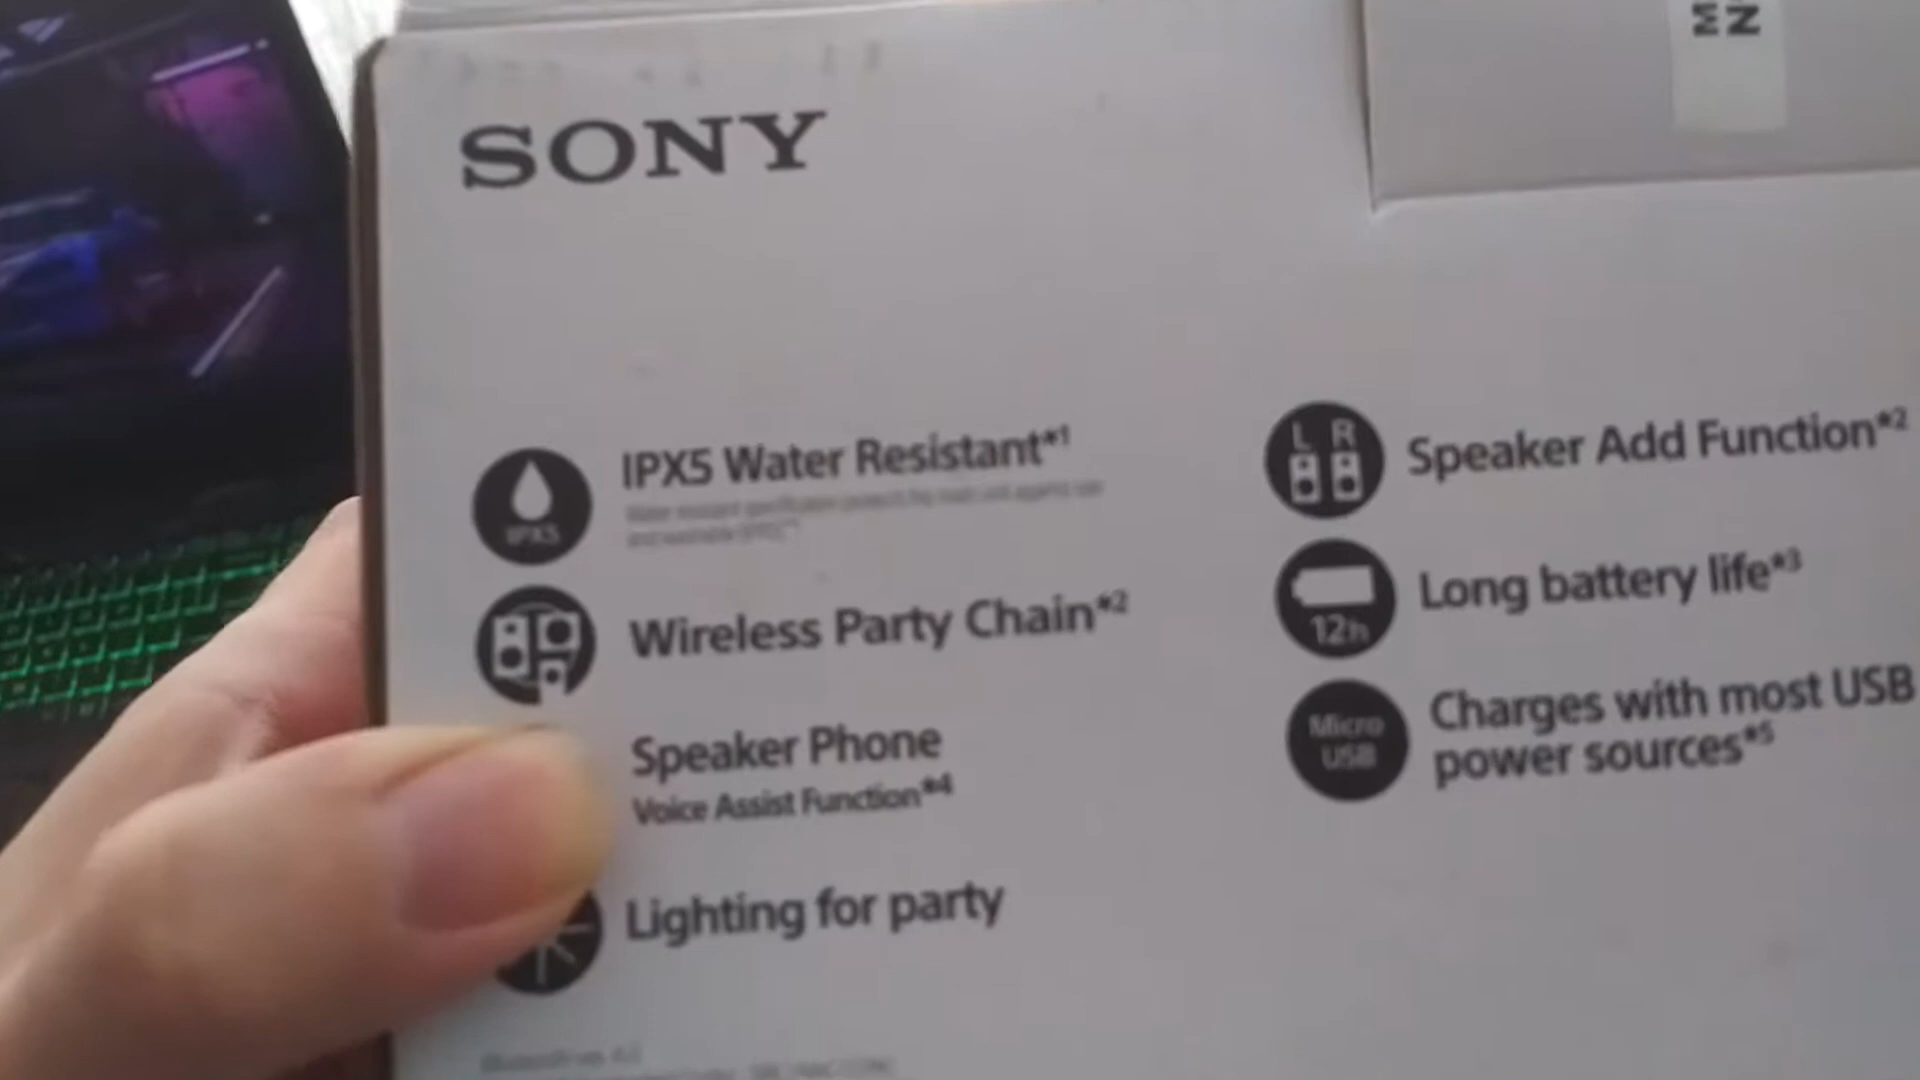 SONY
M
N
IPX5 Water Resistant*1
IPX5
Wireless Party Chain*2
Speaker Phone
Voice Assist Function*4
Lighting for party
L R
Speaker Add Function*2
12h
Long battery life*3
Micro
USB
Charges with most USB
power sources*5